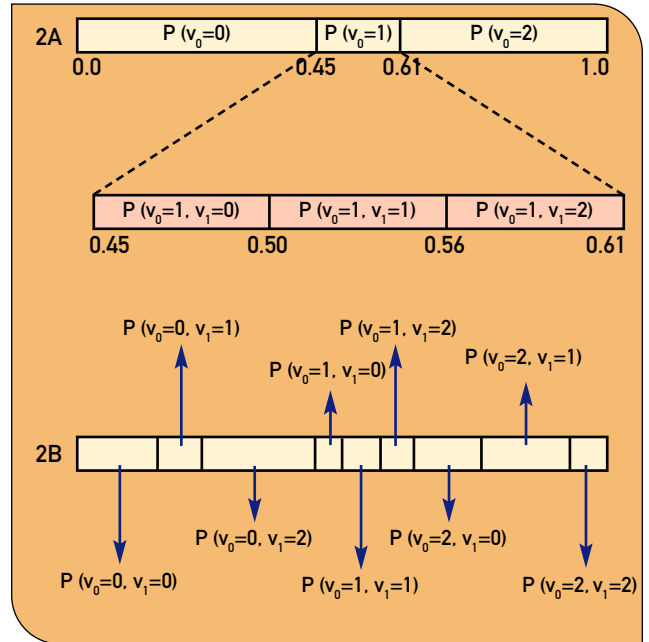 2A P (v₀=0) P (v₀=1) P (v₀=2)
0.0 0.45 0.61 1.0
P (v₀=1, v₁=0) P (v₀=1, v₁=1) P (v₀=1, v₁=2)
0.45 0.50 0.56 0.61
P (v₀=0, v₁=1) P (v₀=1, v₁=2)
P (v₀=1, v₁=0) P (v₀=2, v₁=1)
2B
P (v₀=0, v₁=2) P (v₀=2, v₁=0)
P (v₀=0, v₁=0) P (v₀=1, v₁=1) P (v₀=2, v₁=2)